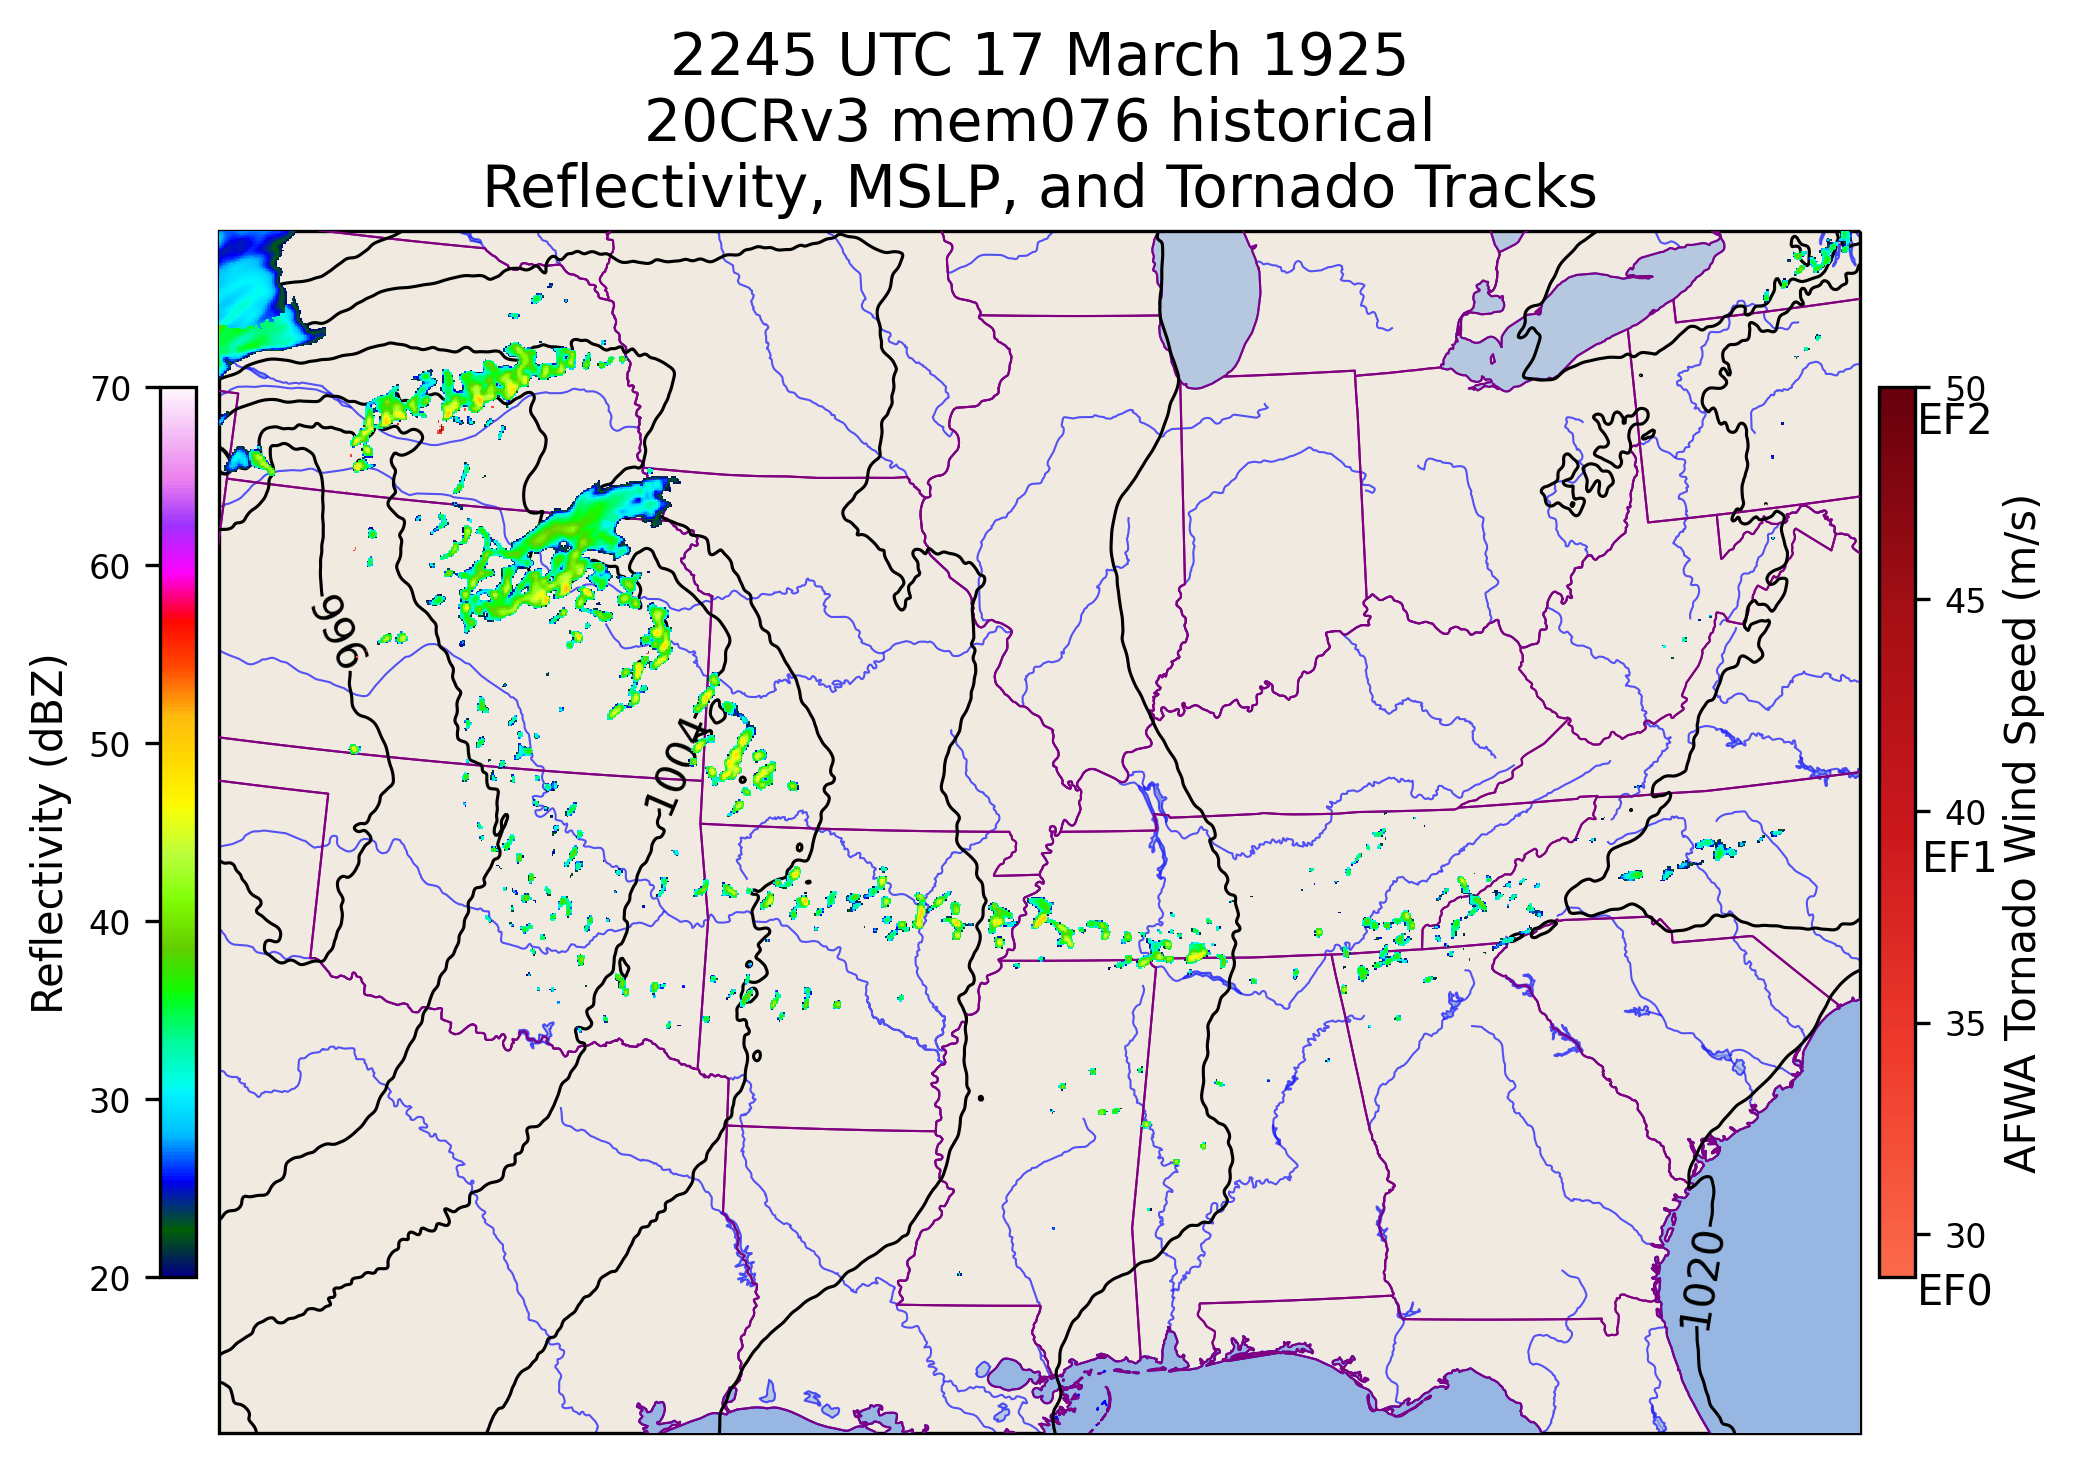 2245 UTC 17 March 1925
20CRv3 mem076 historical
Reflectivity, MSLP, and Tornado Tracks
70
60
50
40
30
20
Reflectivity (dBZ)
996
1004
1020
50
EF2
45
40
EF1
35
30
EF0
AFWA Tornado Wind Speed (m/s)